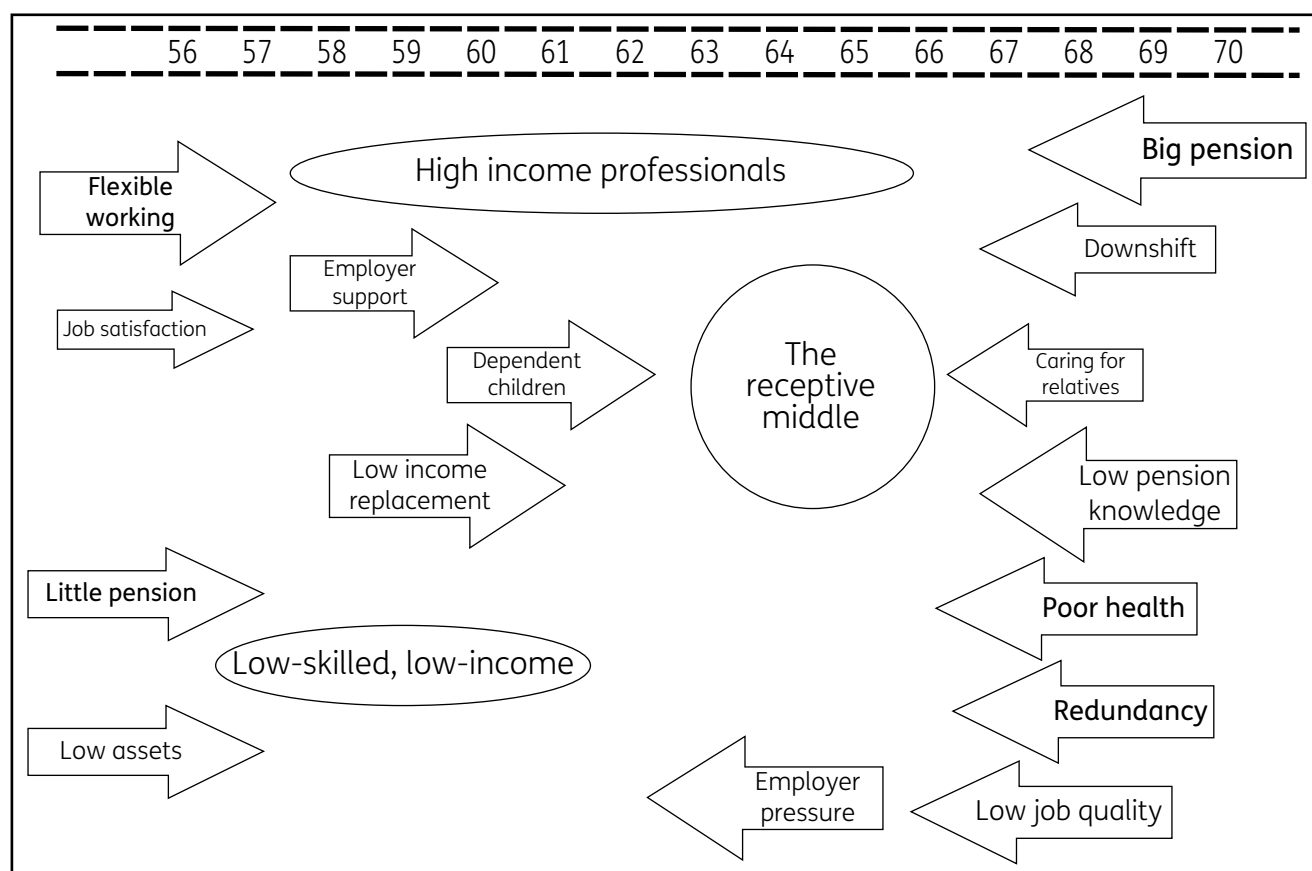 56 57 58 59 60 61 62 63 64 65 66 67 68 69 70
High income professionals
Big pension
Flexible
working
Downshift
Employer
support
Job satisfaction
The
receptive
middle
Dependent
children
Caring for
relatives
Low income
replacement
Low pension
knowledge
Little pension
Poor health
Low-skilled, low-income
Redundancy
Low assets
Employer
pressure
Low job quality